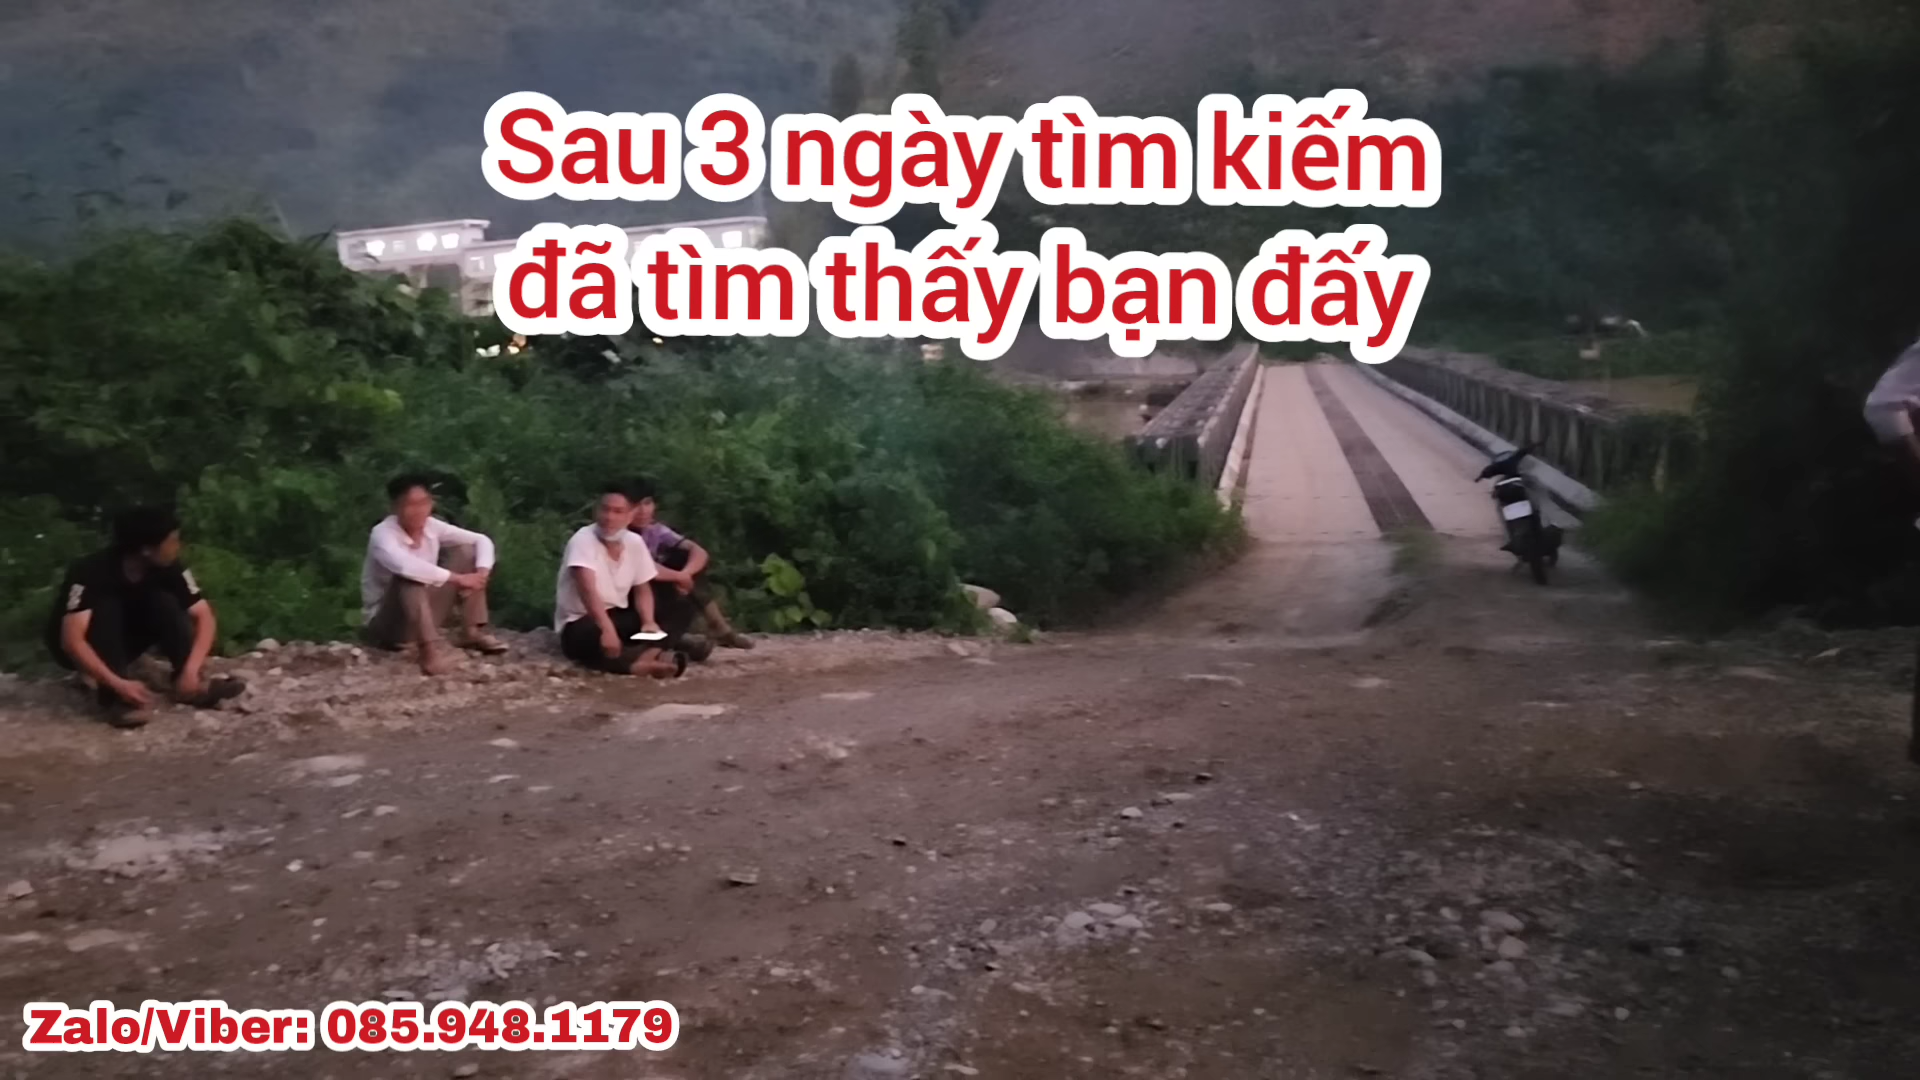 Sau 3 ngày tìm kiếm
đã tìm thấy bạn đấy
Zalo/Viber: 085.948.1179